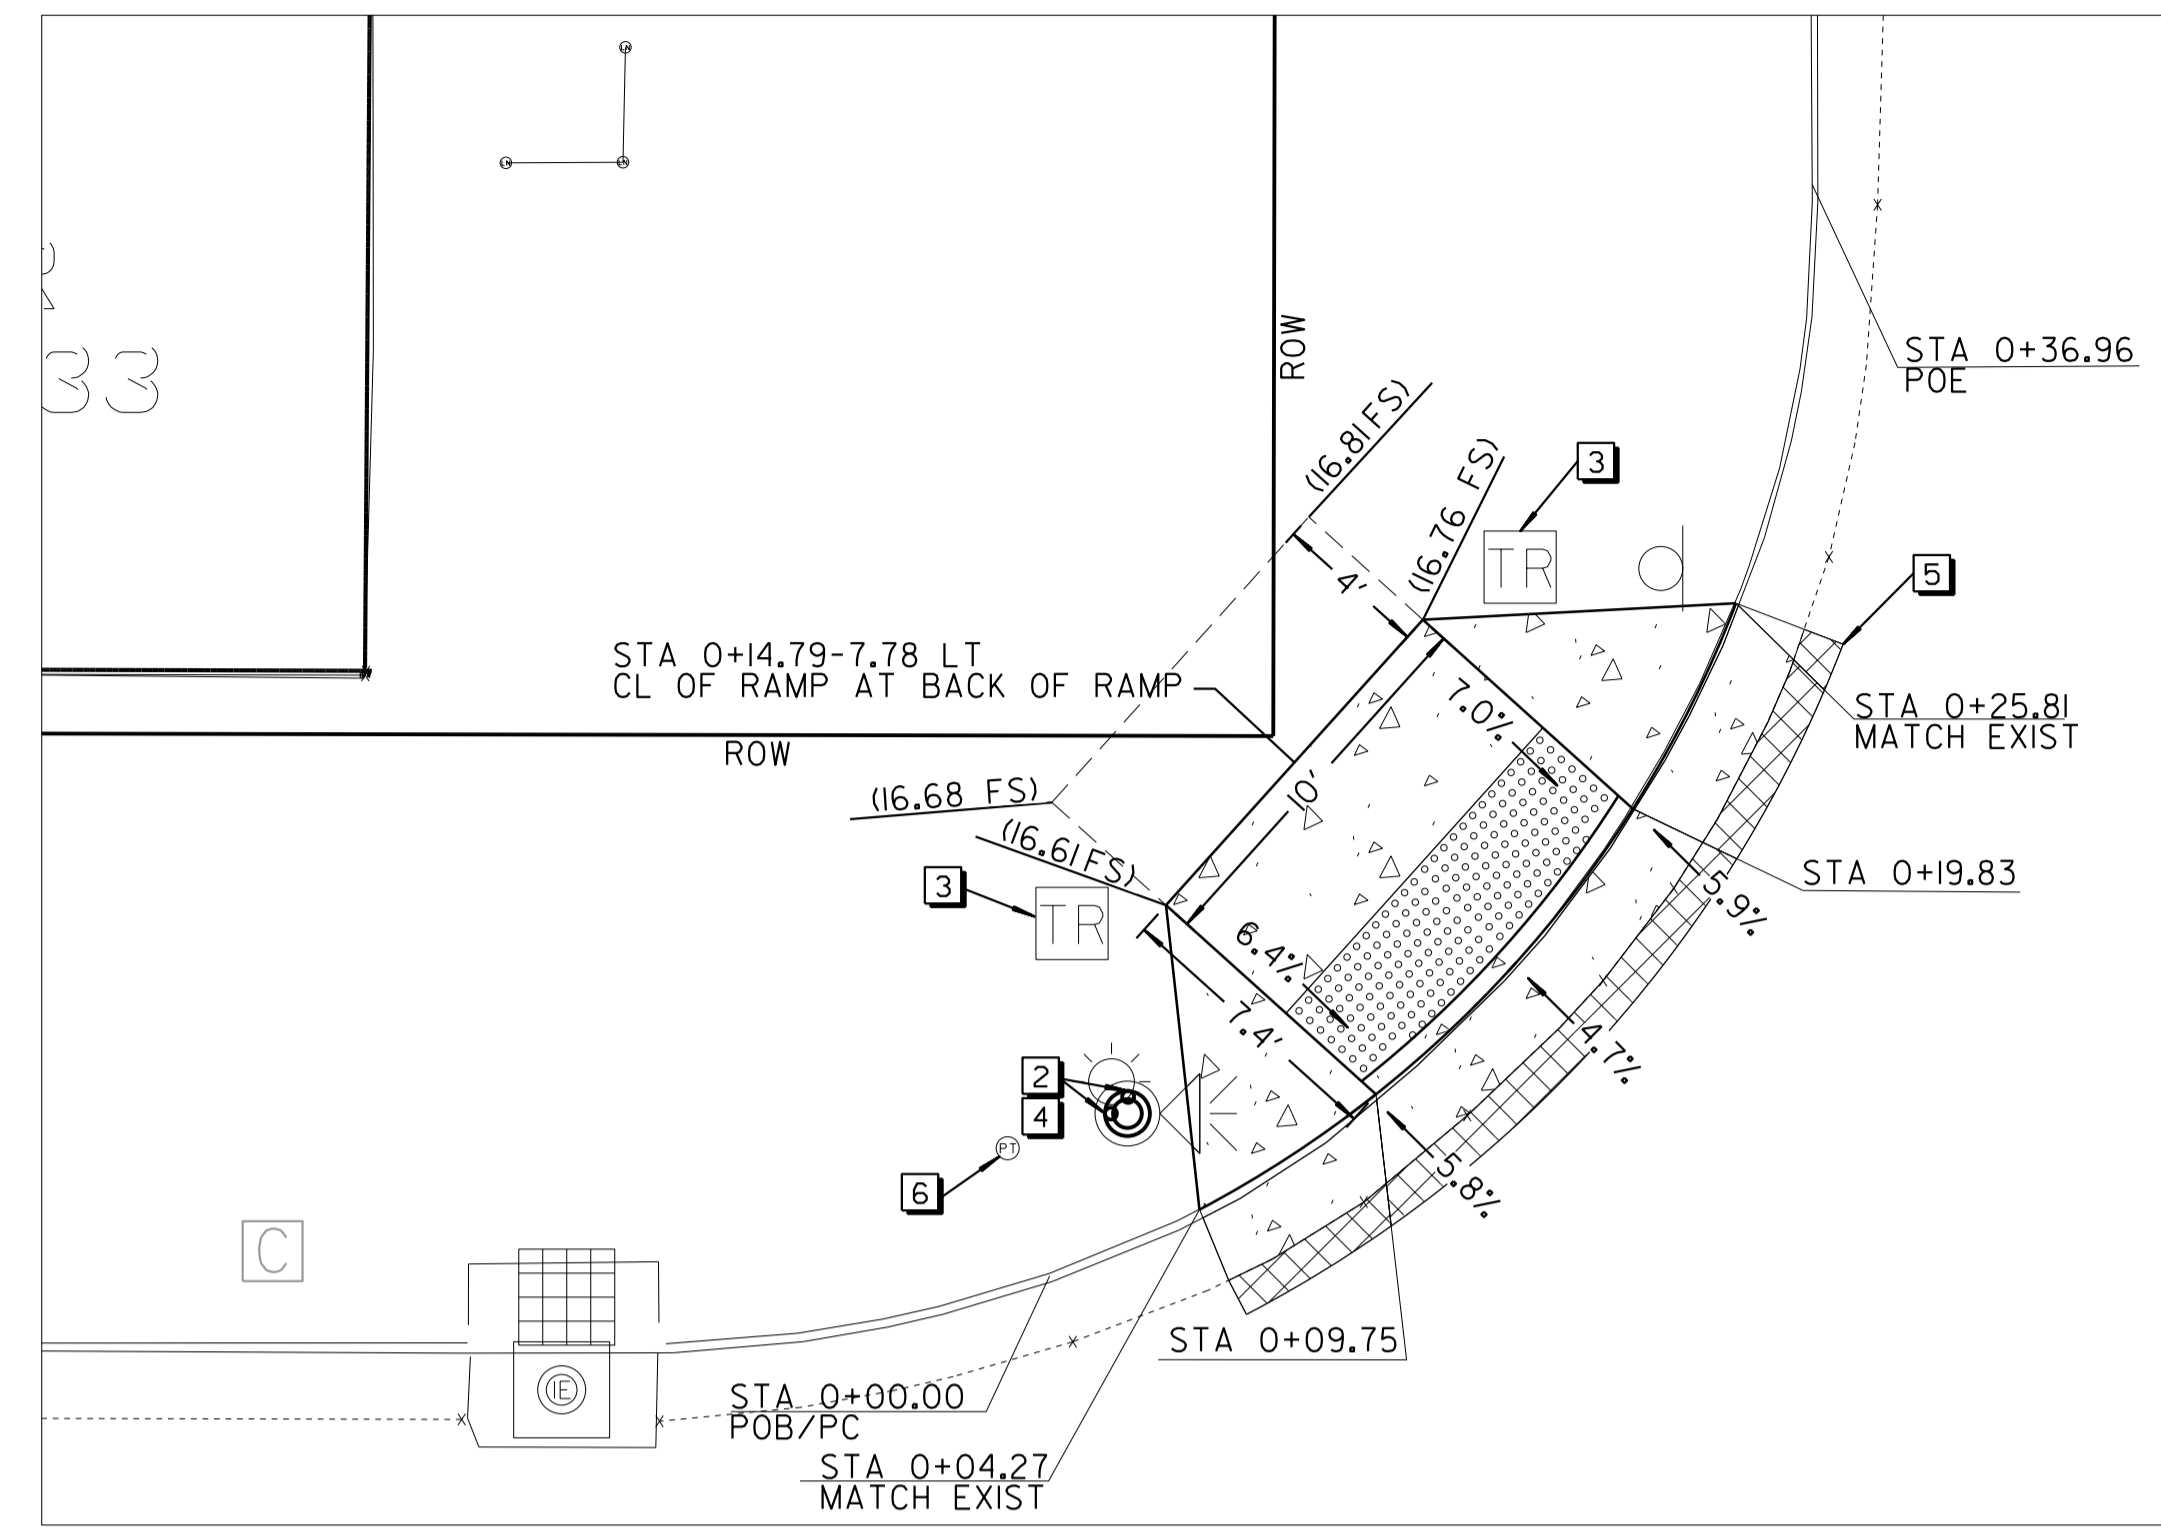 R
33
ROW
(16.81FS)
(16.76 FS)
3
TR
STA 0+36.96
POE
4'
5
STA 0+14.79-7.78 LT
CL OF RAMP AT BACK OF RAMP
7.0%
STA 0+25.81
MATCH EXIST
ROW
(16.68 FS)
10'
(16.61FS)
3
TR
5.9%
STA 0+19.83
6.4%
7.4'
4.7%
2
4
PT
6
5.8%
C
IE
STA 0+09.75
STA 0+00.00
POB/PC
STA 0+04.27
MATCH EXIST